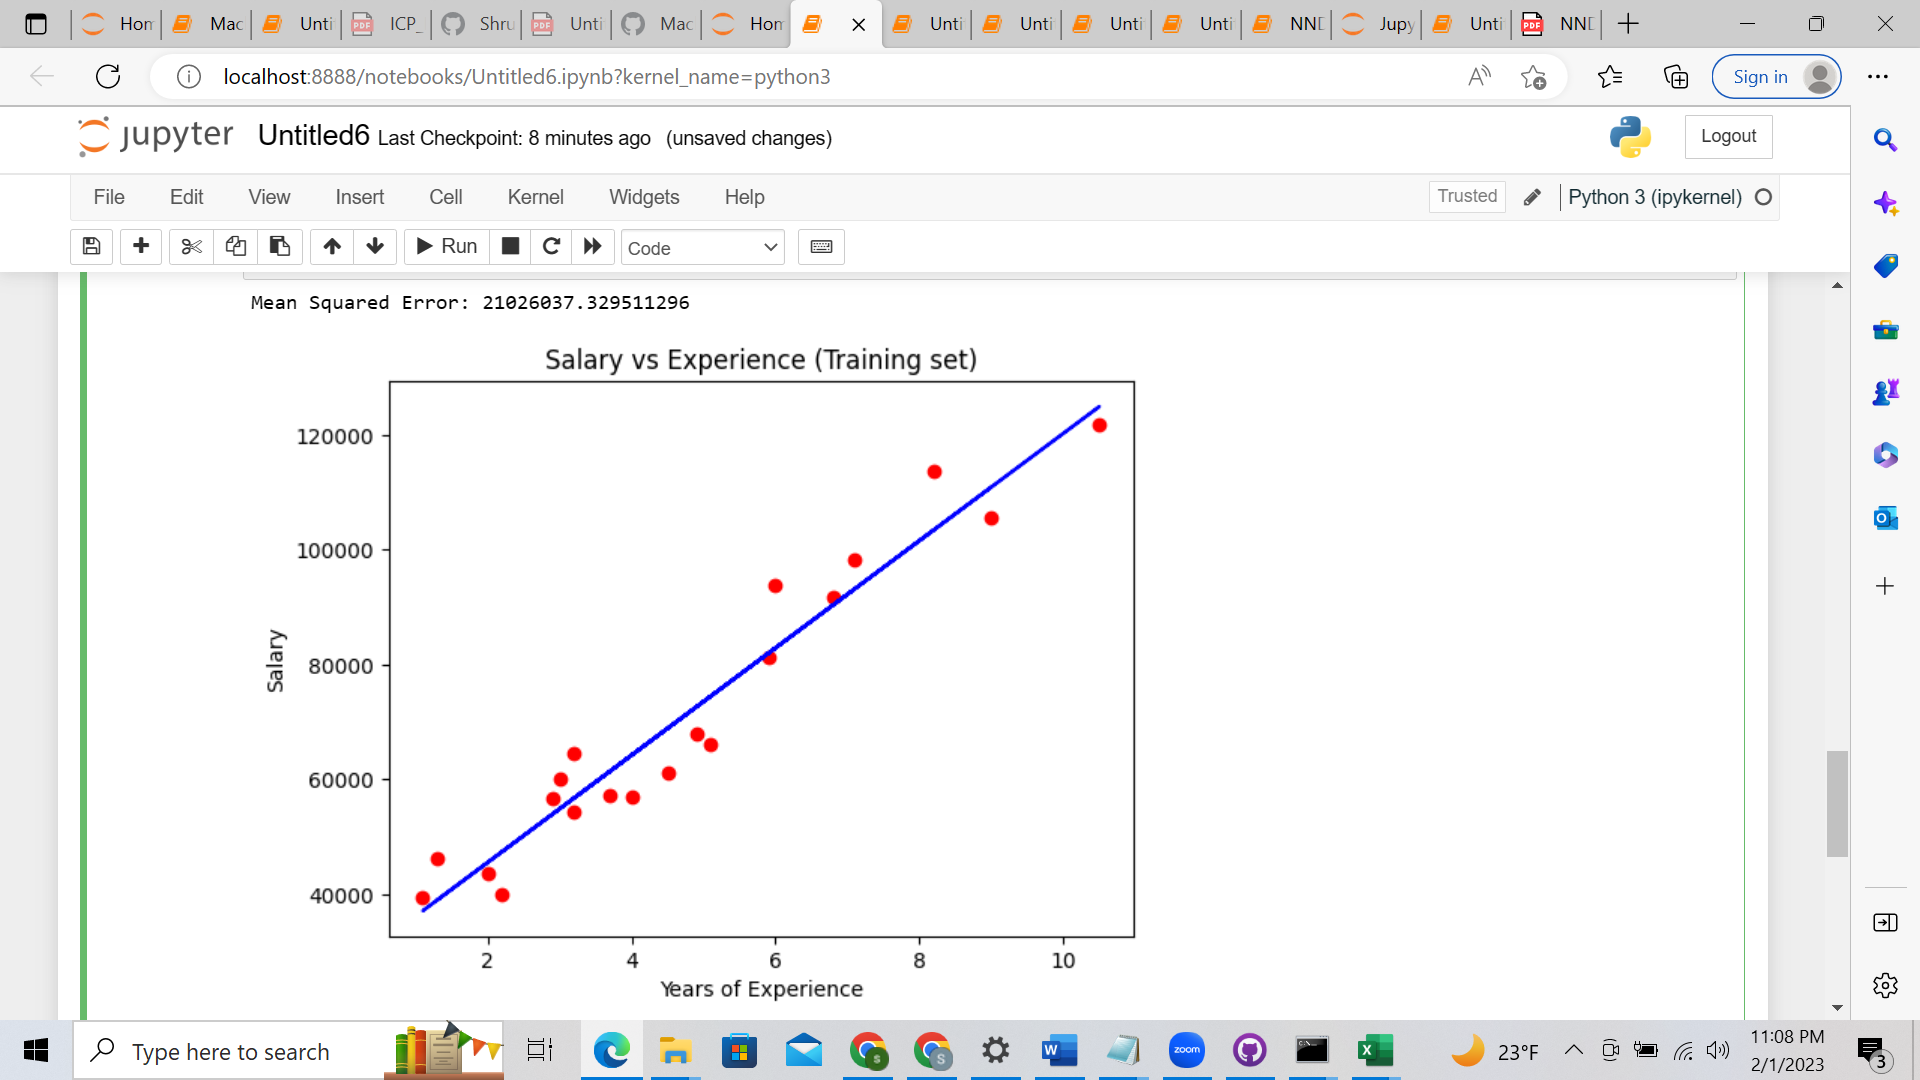 Hom Mac Unti ICP_ Shru Unti Mac Hom Unti Unti Unti Unti NND Jupy Unti NND
localhost:8888/notebooks/Untitled6.ipynb?kernel_name=python3 Sign in
jupyter Untitled6 Last Checkpoint: 8 minutes ago (unsaved changes) Logout
File Edit View Insert Cell Kernel Widgets Help Trusted Python 3 (ipykernel)
Run Code
Mean Squared Error: 21026037.329511296
Salary vs Experience (Training set)
120000
100000
80000
60000
40000
Salary
2 4 6 8 10
Years of Experience
Type here to search
zoom
23°F
11:08 PM
2/1/2023
3